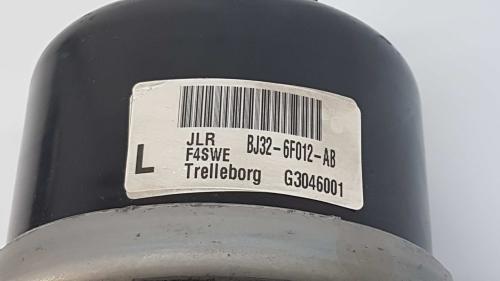 JLR BJ32-6F012-AB
L F4SWE
Trelleborg G3046001